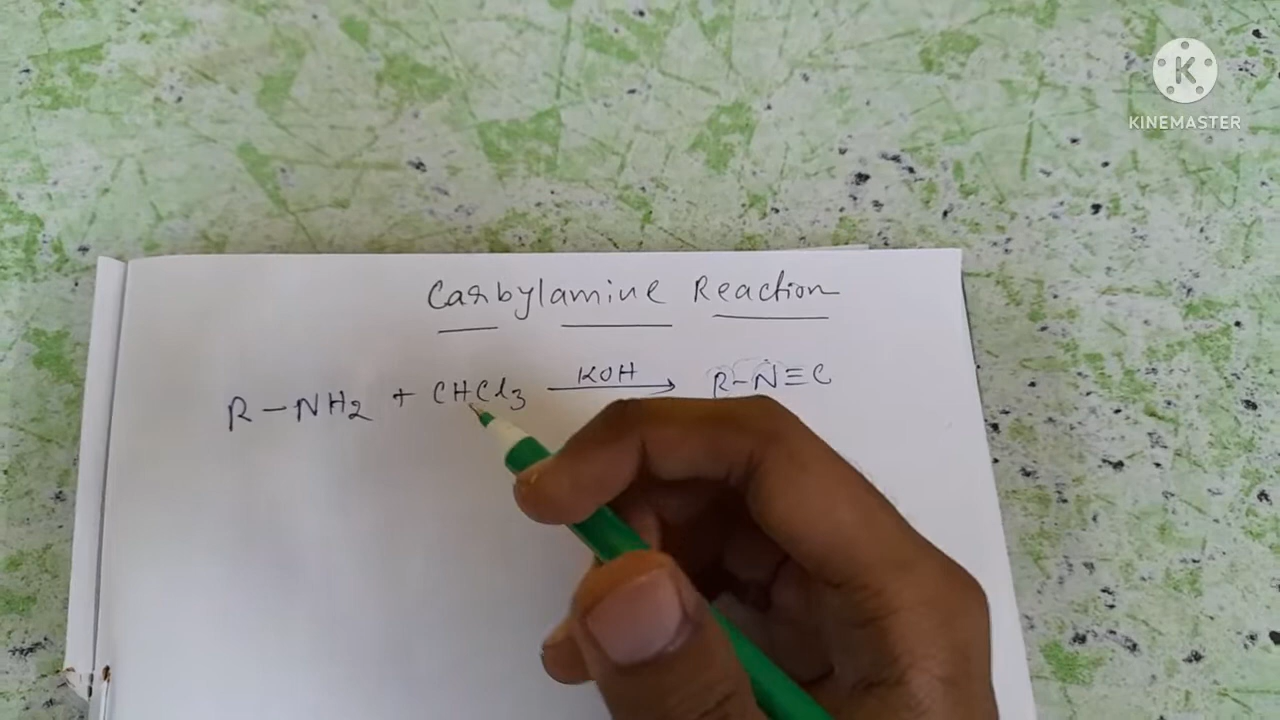 K
KINEMASTER
Carbylamine Reaction
R-NH2 + CHCl3 KOH→ R-N≡C